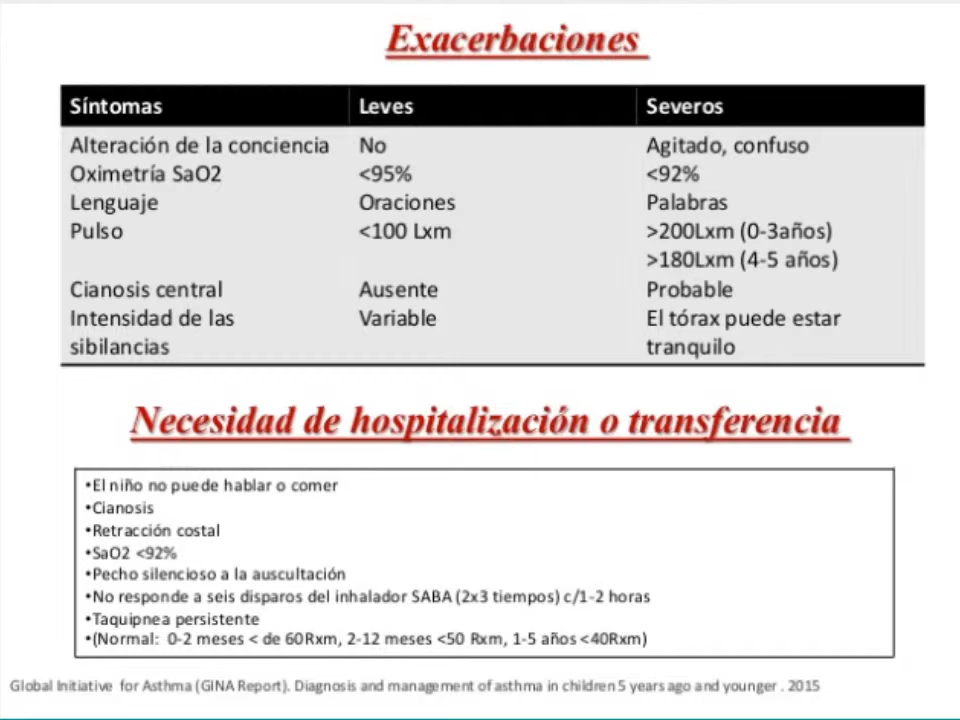 Exacerbaciones
Síntomas Leves Severos
Alteración de la conciencia No Agitado, confuso
Oximetría SaO2 <95% <92%
Lenguaje Oraciones Palabras
Pulso <100 Lxm >200Lxm (0-3años)
>180Lxm (4-5 años)
Cianosis central Ausente Probable
Intensidad de las Variable El tórax puede estar
sibilancias tranquilo
Necesidad de hospitalización o transferencia
•El niño no puede hablar o comer
•Cianosis
•Retracción costal
•SaO2 <92%
•Pecho silencioso a la auscultación
•No responde a seis disparos del inhalador SABA (2x3 tiempos) c/1-2 horas
•Taquipnea persistente
•(Normal: 0-2 meses < de 60Rxm, 2-12 meses <50 Rxm, 1-5 años <40Rxm)
Global Initiative for Asthma (GINA Report). Diagnosis and management of asthma in children 5 years ago and younger . 2015